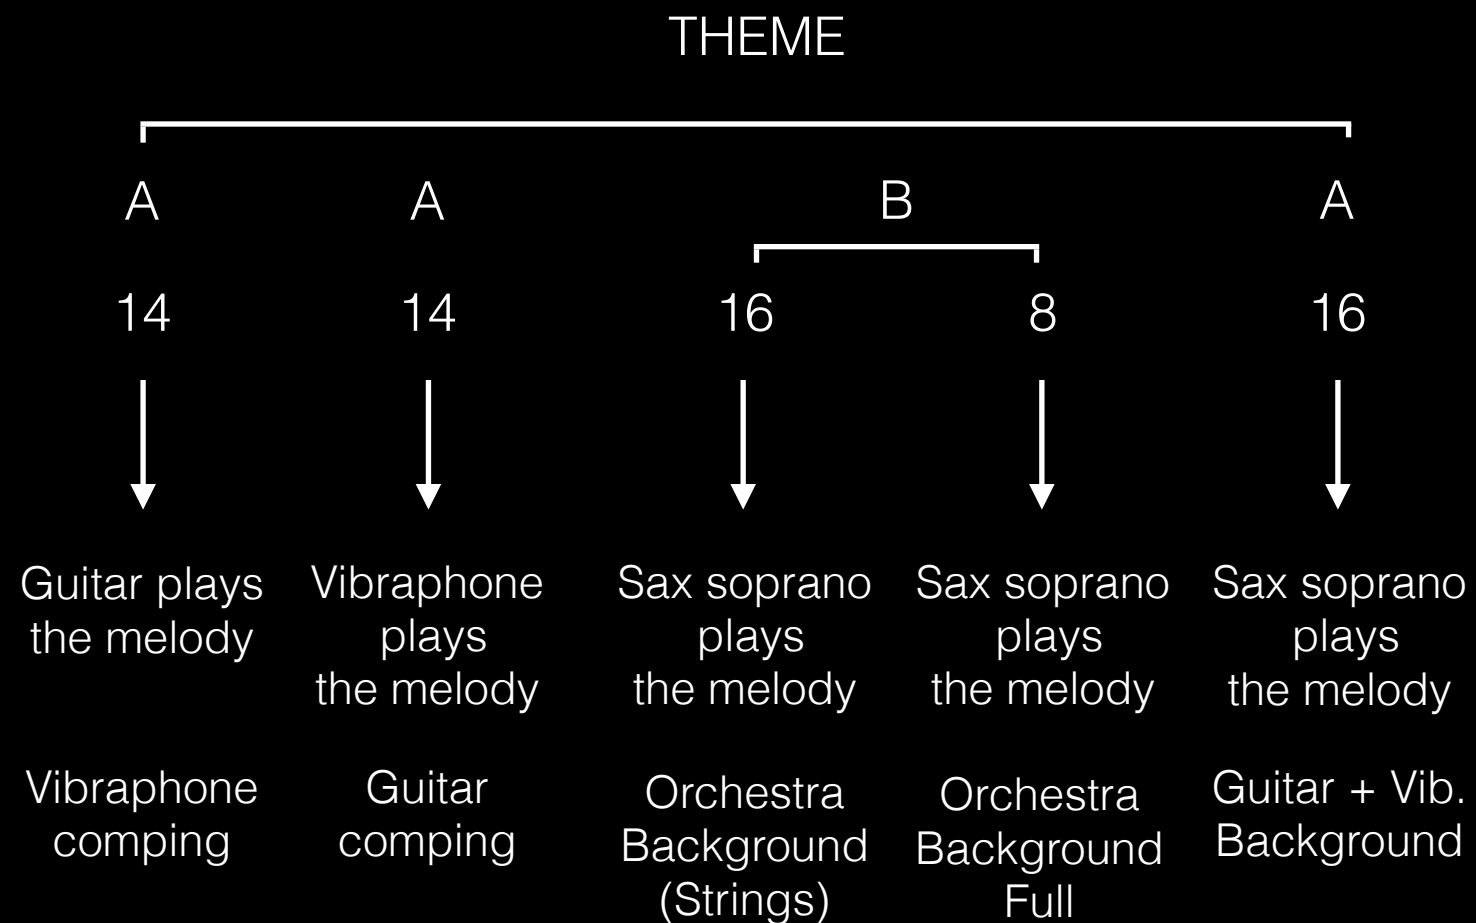 THEME
A A B A
14 14 16 8 16
Guitar plays
the melody
Vibraphone
comping
Vibraphone
plays
the melody
Guitar
comping
Sax soprano
plays
the melody
Orchestra
Background
(Strings)
Sax soprano
plays
the melody
Orchestra
Background
Full
Sax soprano
plays
the melody
Guitar + Vib.
Background